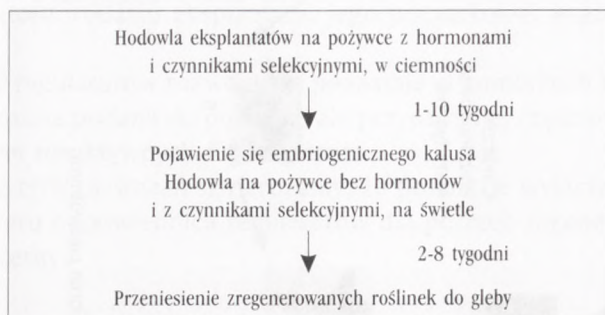 Hodowla eksplantatów na pożywce z hormonami
i czynnikami selekcyjnymi, w ciemności
1-10 tygodni
Pojawienie się embriogenicznego kalusa
Hodowla na pożywce bez hormonów
i z czynnikami selekcyjnymi, na świetle
2-8 tygodni
Przeniesienie zregenerowanych roślinek do gleby